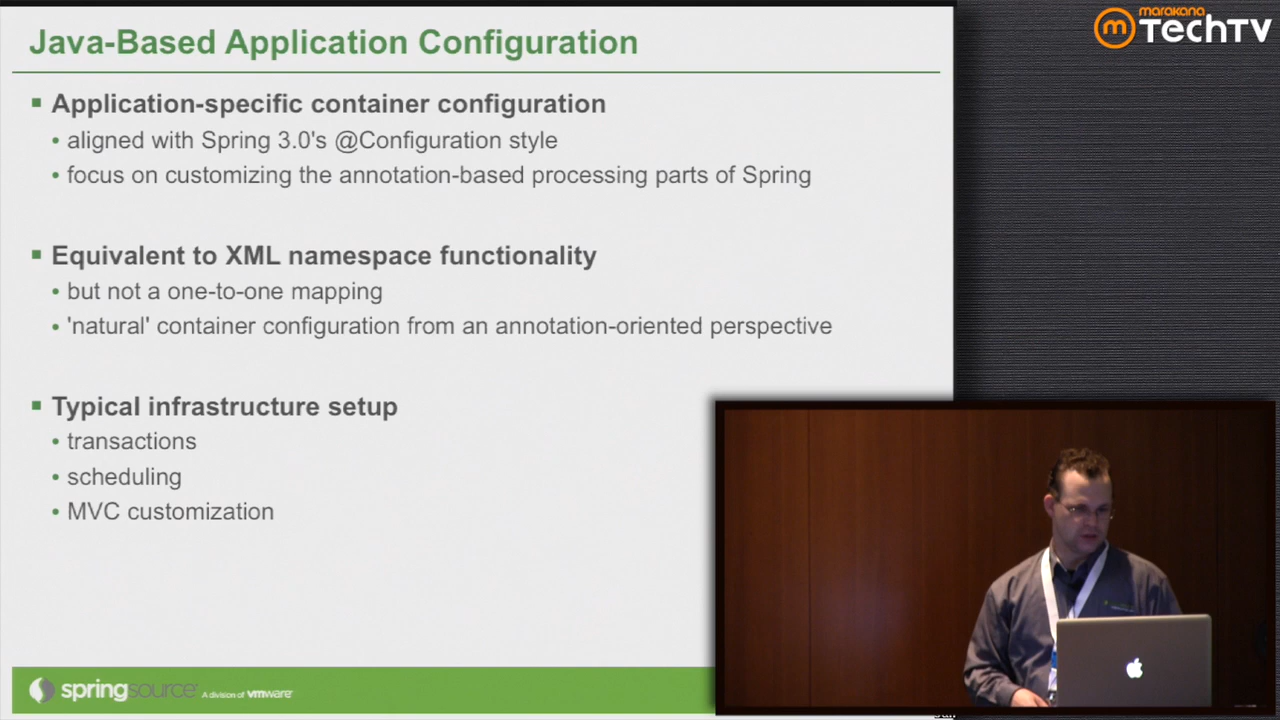 Java-Based Application Configuration
marakana
m TechTV
Application-specific container configuration
aligned with Spring 3.0's @Configuration style
focus on customizing the annotation-based processing parts of Spring
Equivalent to XML namespace functionality
but not a one-to-one mapping
'natural' container configuration from an annotation-oriented perspective
Typical infrastructure setup
transactions
scheduling
MVC customization
springsource A division of vmware